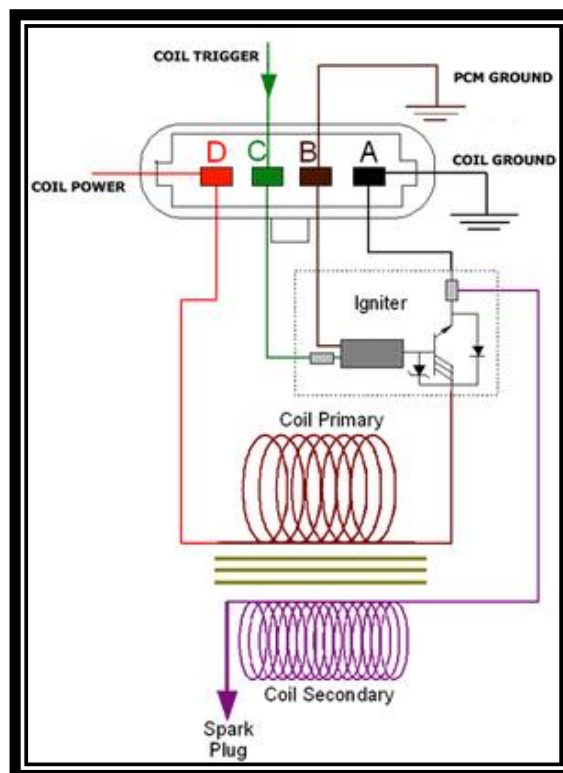 COIL TRIGGER
PCM GROUND
D C B A
COIL GROUND
COIL POWER
Igniter
Coil Primary
Coil Secondary
Spark
Plug